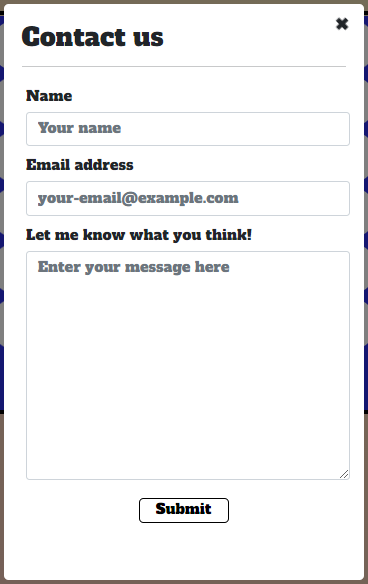 Contact us
✖
Name
Your name
Email address
your-email@example.com
Let me know what you think!
Enter your message here
Submit